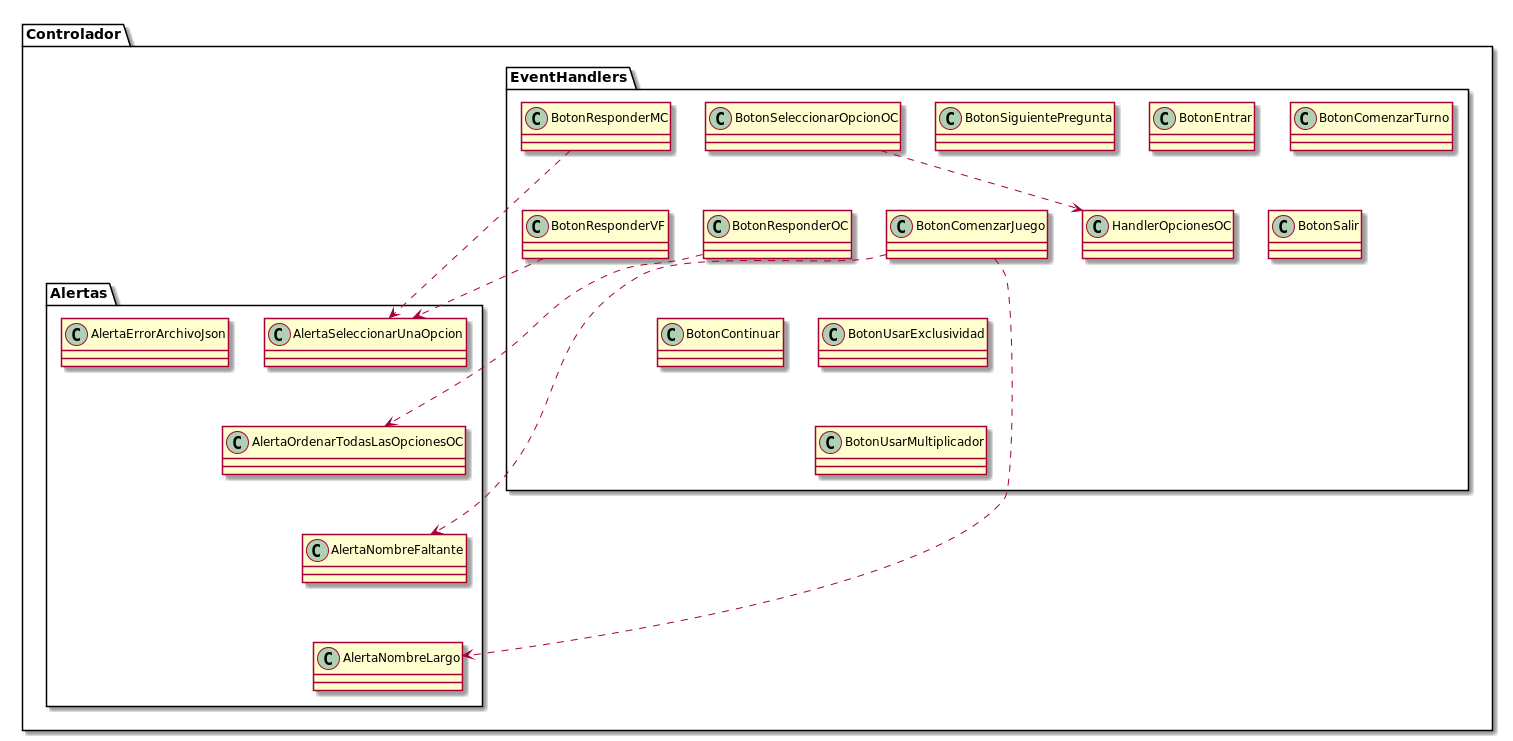 Controlador
EventHandlers
C BotonResponderMC
C BotonSeleccionarOpcionOC
C BotonSiguientePregunta
C BotonEntrar
C BotonComenzarTurno
C BotonResponderVF
C BotonResponderOC
C BotonComenzarJuego
C HandlerOpcionesOC
C BotonSalir
Alertas
C AlertaErrorArchivoJson
C AlertaSeleccionarUnaOpcion
C BotonContinuar
C BotonUsarExclusividad
C AlertaOrdenarTodasLasOpcionesOC
C BotonUsarMultiplicador
C AlertaNombreFaltante
C AlertaNombreLargo